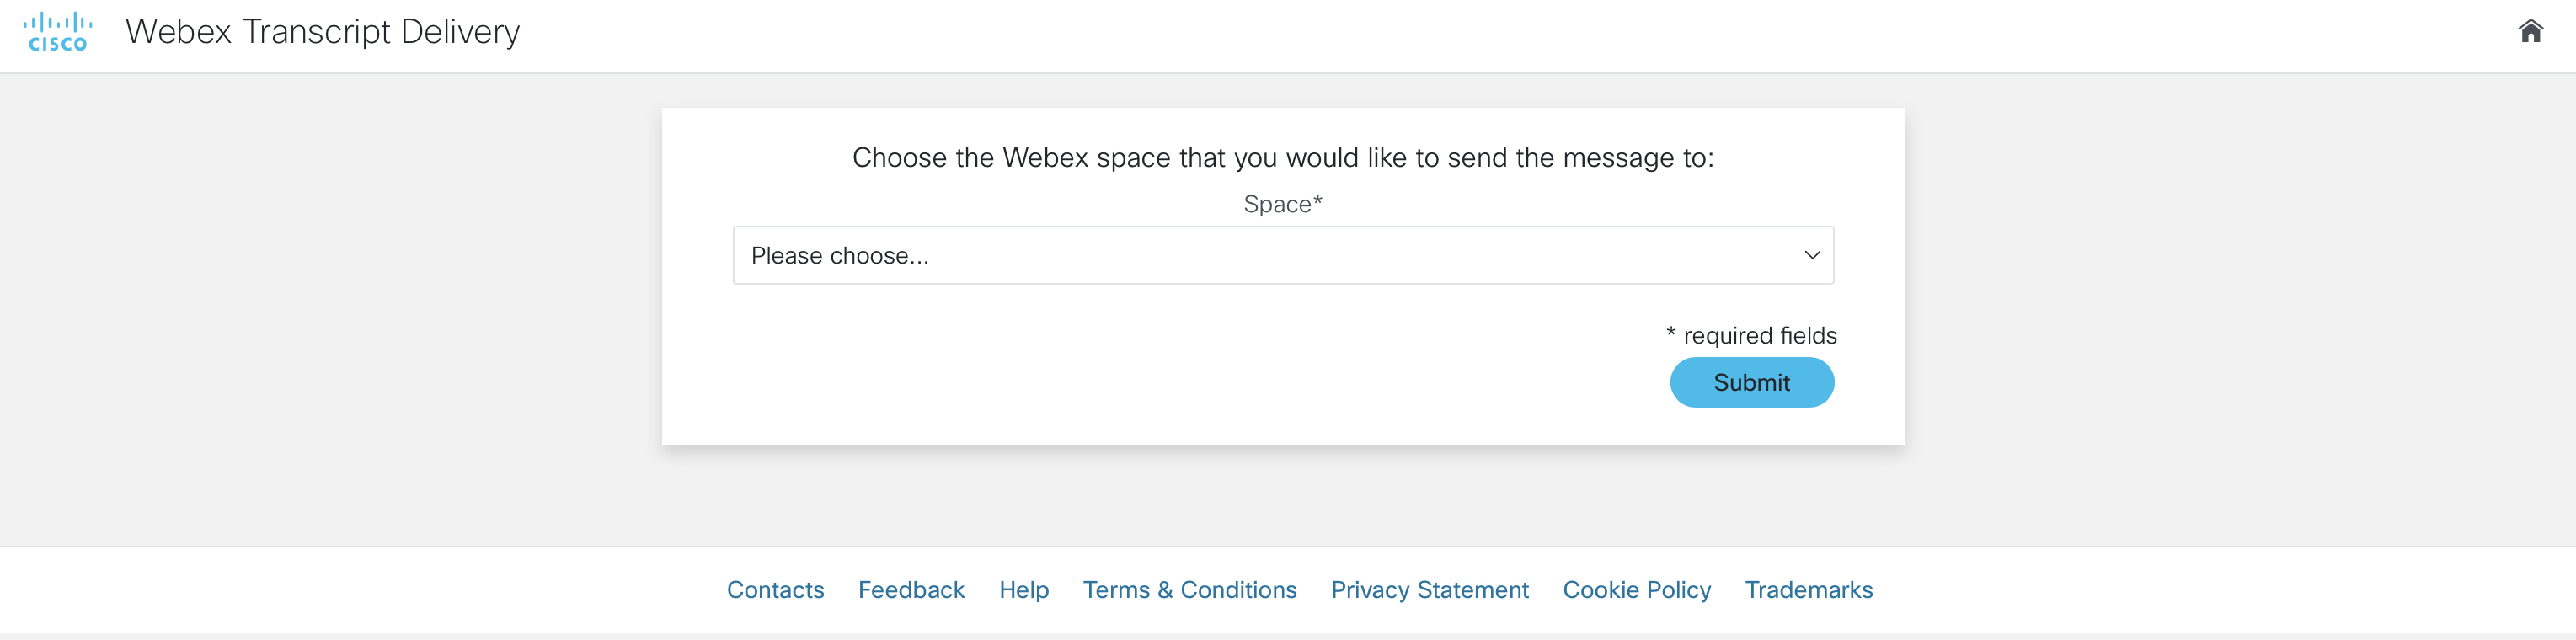 CISCO
Webex Transcript Delivery
Choose the Webex space that you would like to send the message to:
Space*
Please choose...
* required fields
Submit
Contacts Feedback Help Terms & Conditions Privacy Statement Cookie Policy Trademarks